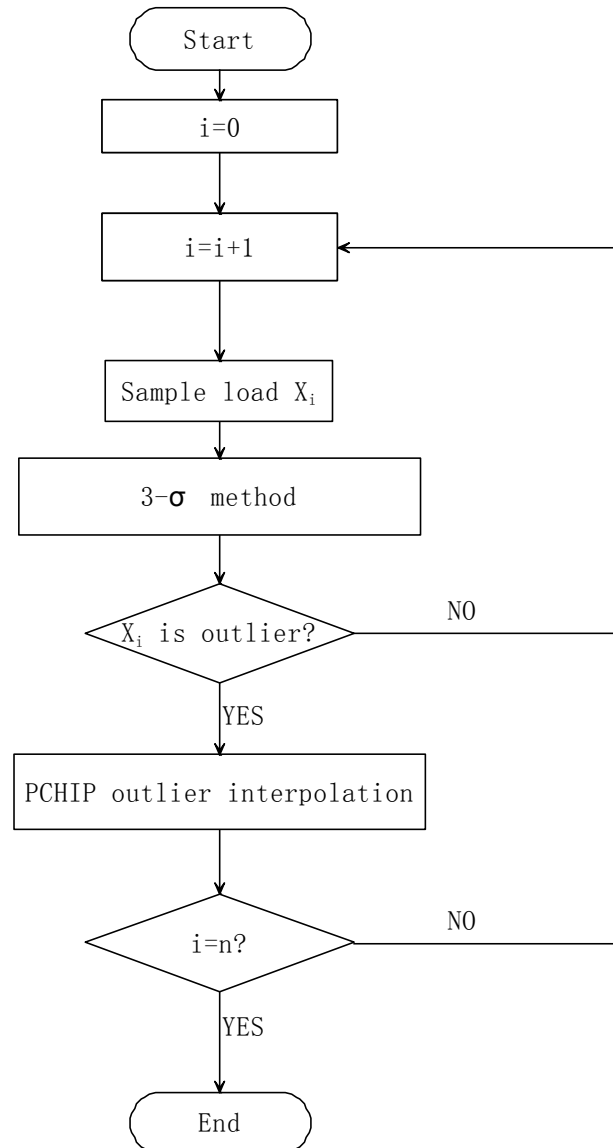 Start
i=0
i=i+1
Sample load Xᵢ
3-σ method
Xᵢ is outlier?
NO
YES
PCHIP outlier interpolation
i=n?
NO
YES
End